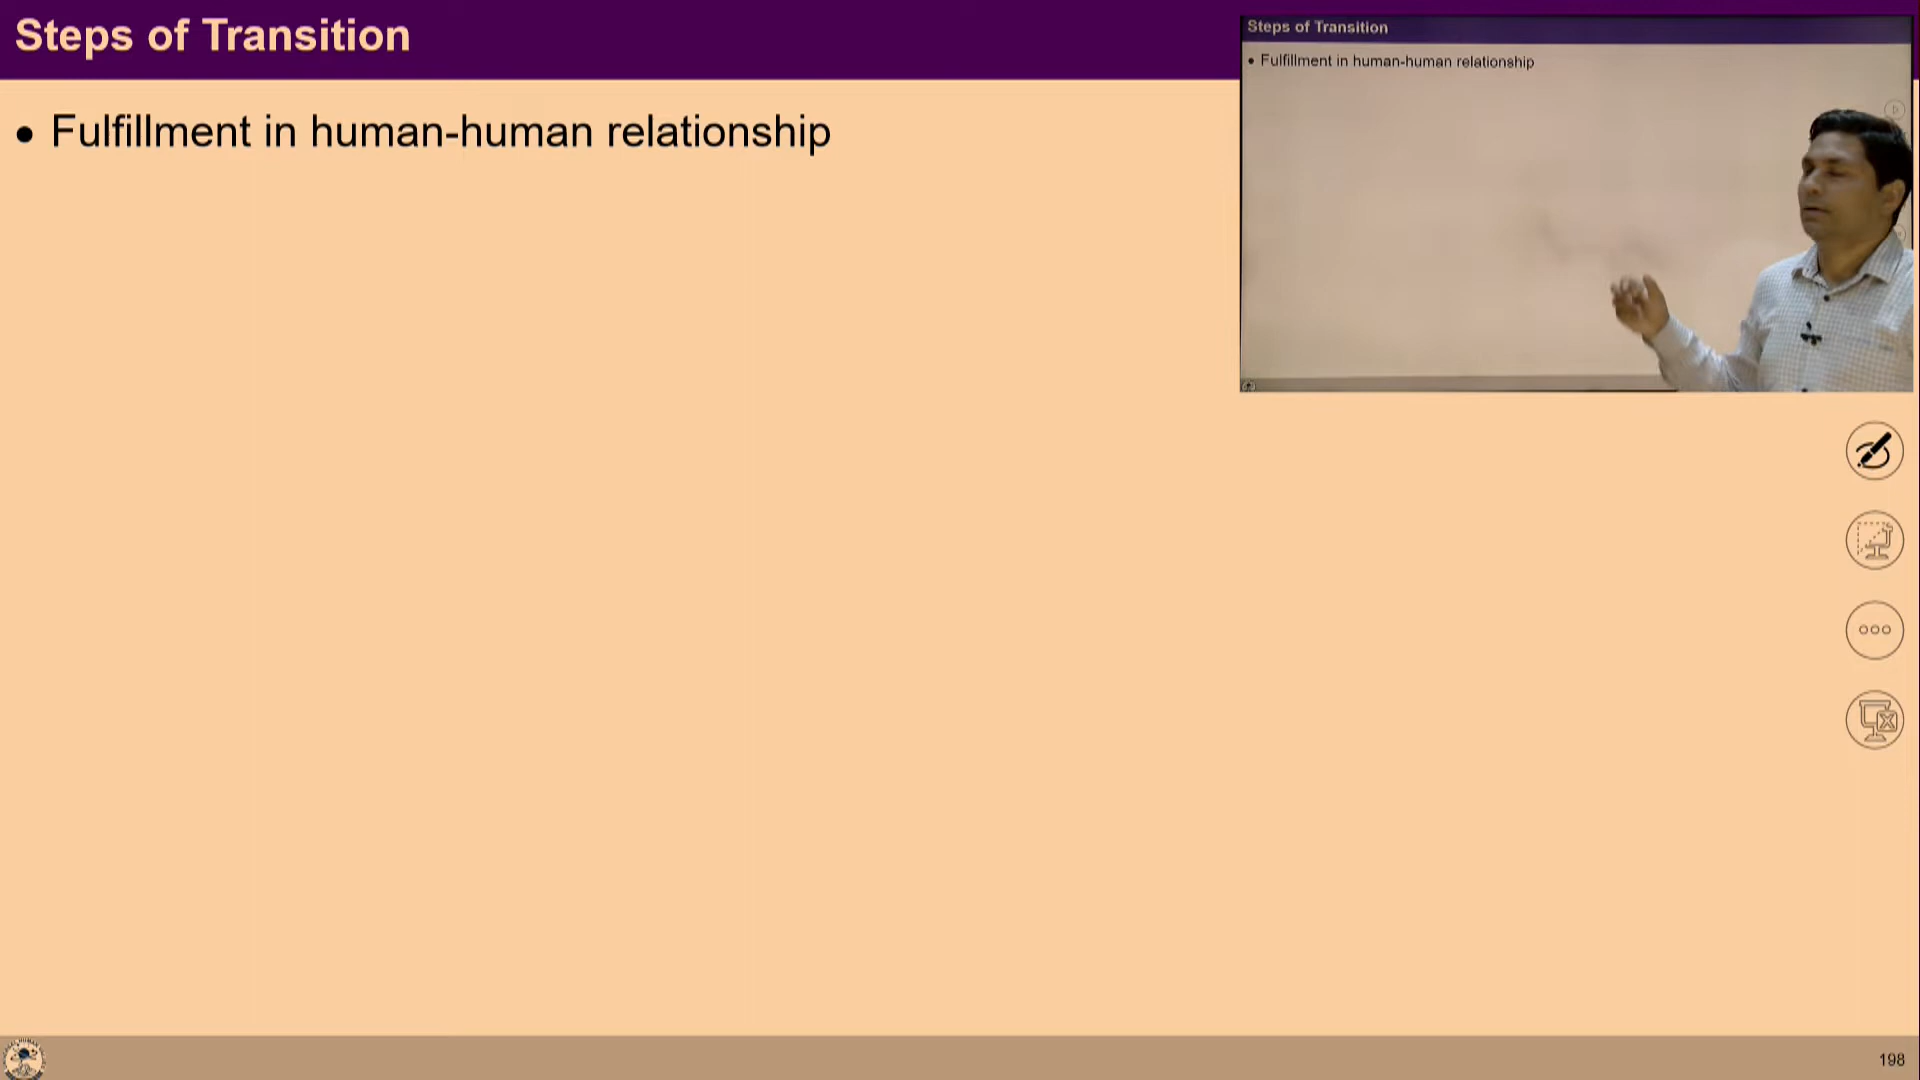 Steps of Transition
Steps of Transition
• Fulfillment in human-human relationship
• Fulfillment in human-human relationship
198